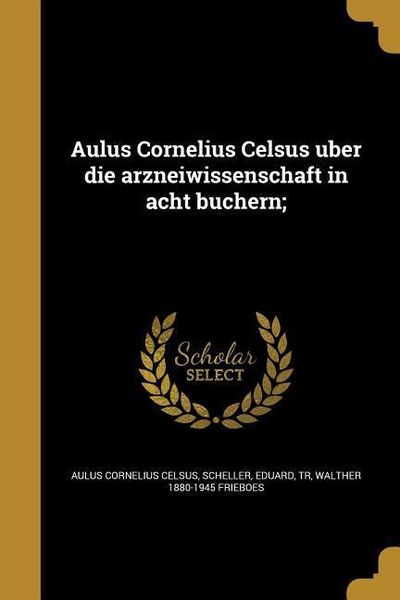 Aulus Cornelius Celsus uber
die arzneiwissenschaft in
acht buchern;
Scholar
SELECT
AULUS CORNELIUS CELSUS, SCHELLER, EDUARD, TR, WALTHER
1880-1945 FRIEBOES